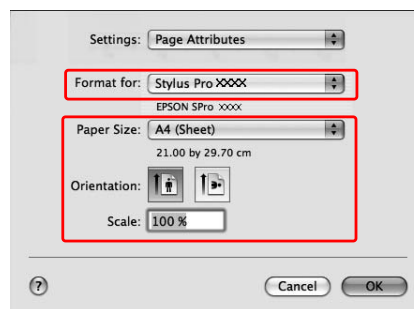 Settings: Page Attributes
Format for: Stylus Pro XXXX
EPSON SPro XXXX
Paper Size: A4 (Sheet)
21.00 by 29.70 cm
Orientation:
Scale: 100 %
? Cancel OK